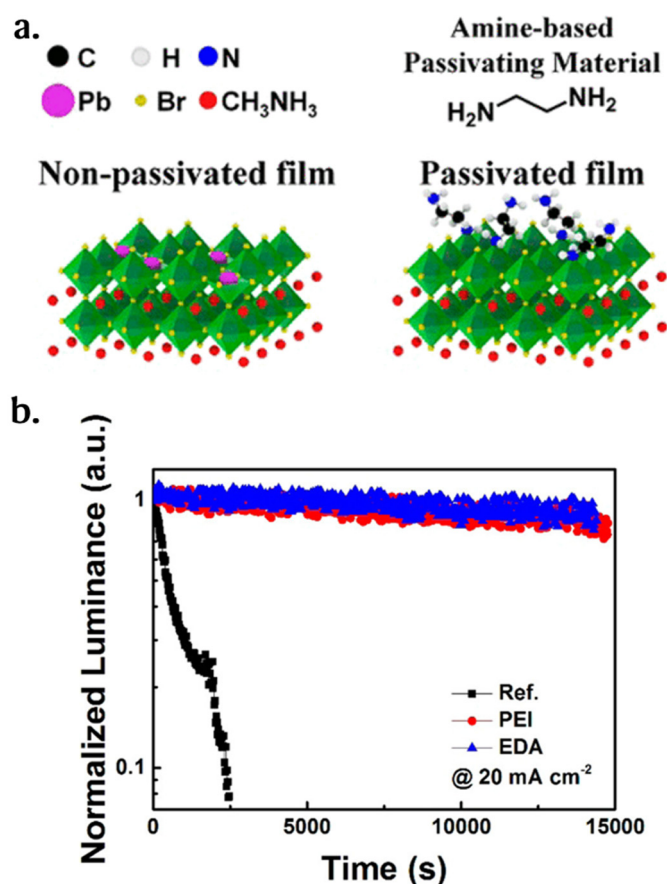 a.
C H N
Pb Br CH₃NH₃
Amine-based
Passivating Material
H₂N NH₂
Non-passivated film
Passivated film
b.
Normalized Luminance (a.u.)
1
0.1
Ref.
PEI
EDA
@ 20 mA cm⁻²
0 5000 10000 15000
Time (s)